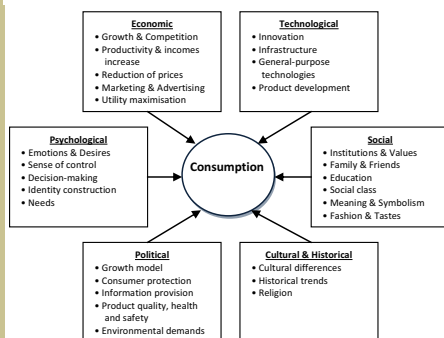 Economic
• Growth & Competition
• Productivity & incomes
increase
• Reduction of prices
• Marketing & Advertising
• Utility maximisation
Technological
• Innovation
• Infrastructure
• General-purpose
technologies
• Product development
Psychological
• Emotions & Desires
• Sense of control
• Decision-making
• Identity construction
• Needs
Consumption
Social
• Institutions & Values
• Family & Friends
• Education
• Social class
• Meaning & Symbolism
• Fashion & Tastes
Political
• Growth model
• Consumer protection
• Information provision
• Product quality, health
and safety
• Environmental demands
Cultural & Historical
• Cultural differences
• Historical trends
• Religion